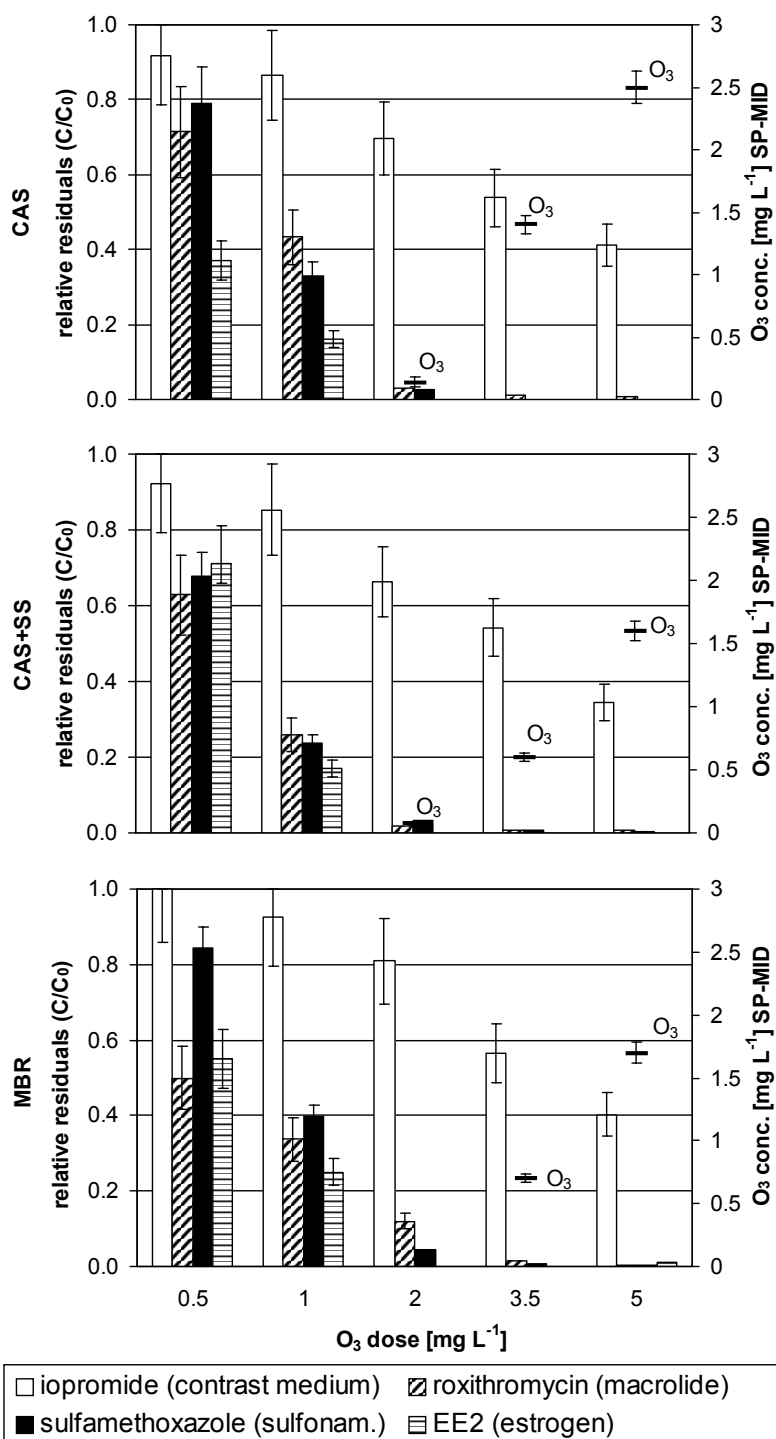 CAS
relative residuals (C/C0)
1.0
0.8
0.6
0.4
0.2
0.0
O3
O3
O3
3
2.5
2
1.5
1
0.5
0
O3 conc. [mg L-1] SP-MID
CAS+SS
relative residuals (C/C0)
1.0
0.8
0.6
0.4
0.2
0.0
O3
O3
O3
3
2.5
2
1.5
1
0.5
0
O3 conc. [mg L-1] SP-MID
MBR
relative residuals (C/C0)
1.0
0.8
0.6
0.4
0.2
0.0
O3
O3
3
2.5
2
1.5
1
0.5
0
O3 conc. [mg L-1] SP-MID
0.5 1 2 3.5 5
O3 dose [mg L-1]
iopromide (contrast medium) roxithromycin (macrolide)
sulfamethoxazole (sulfonam.) EE2 (estrogen)